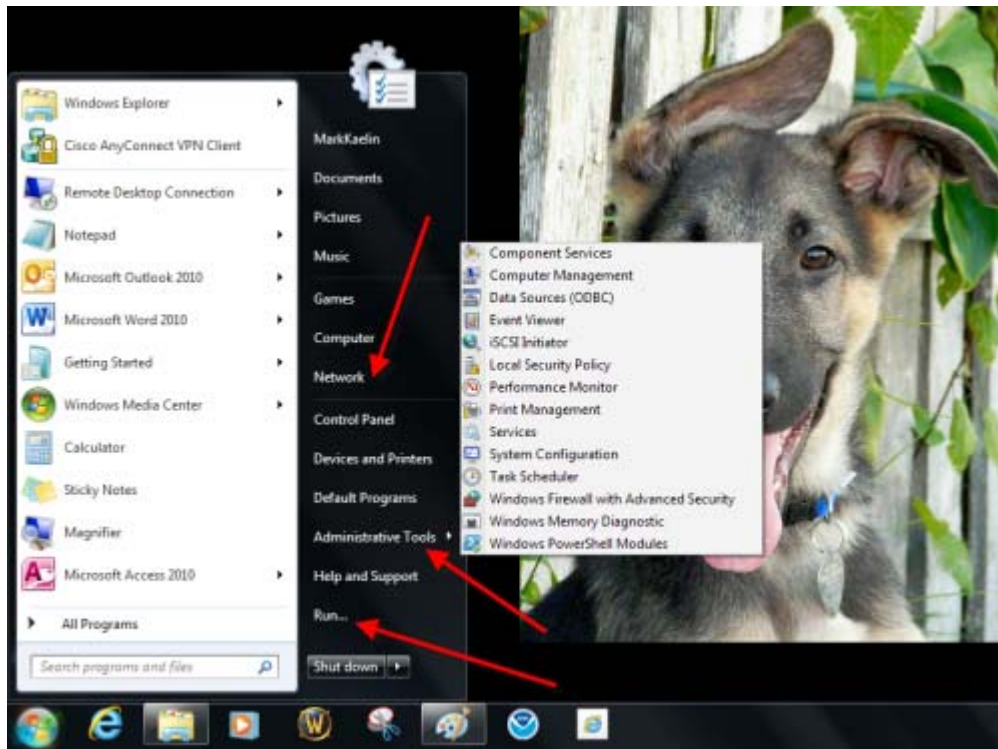 Windows Explorer
Cisco AnyConnect VPN Client
Remote Desktop Connection
Notepad
Microsoft Outlook 2010
Microsoft Word 2010
Getting Started
Windows Media Center
Calculator
Sticky Notes
Magnifier
Microsoft Access 2010
All Programs
Search programs and files
MarkKaelin
Documents
Pictures
Music
Games
Computer
Network
Control Panel
Devices and Printers
Default Programs
Administrative Tools
Help and Support
Run...
Shut down
Component Services
Computer Management
Data Sources (ODBC)
Event Viewer
iSCSI Initiator
Local Security Policy
Performance Monitor
Print Management
Services
System Configuration
Task Scheduler
Windows Firewall with Advanced Security
Windows Memory Diagnostic
Windows PowerShell Modules